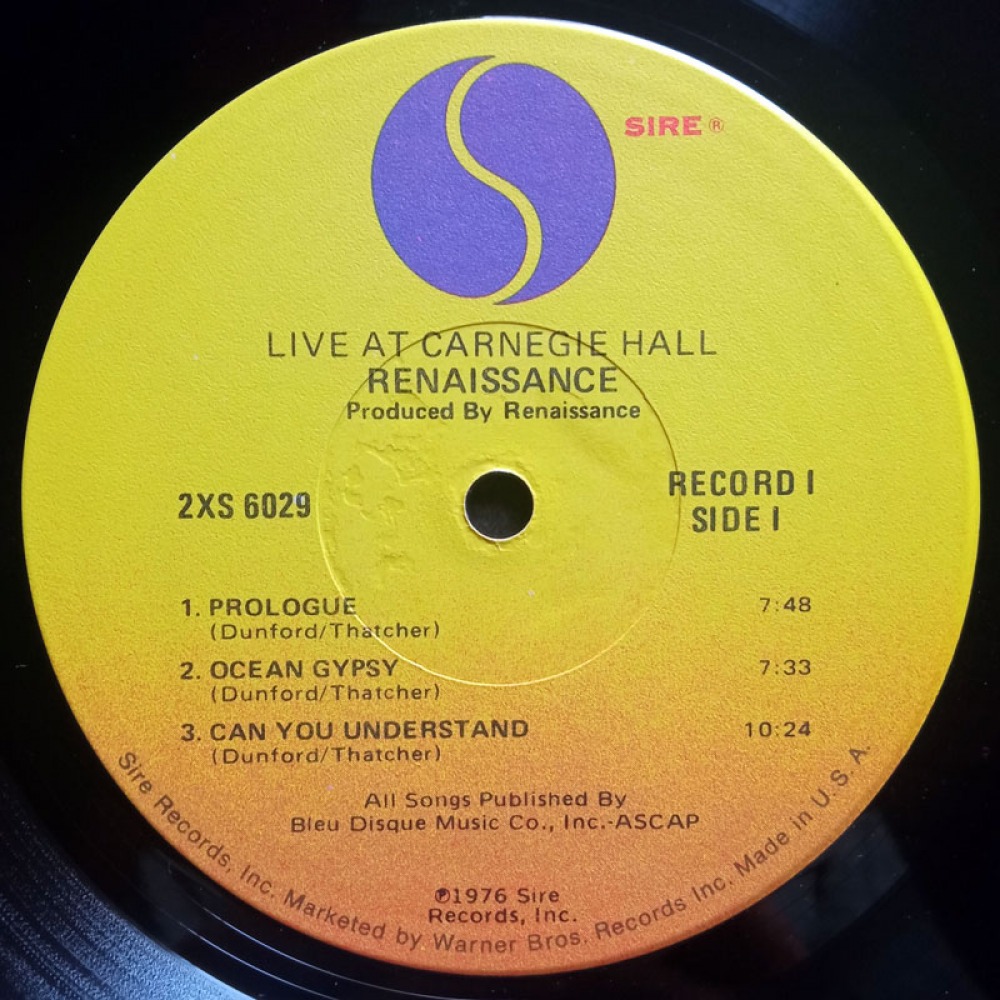 SIRE®
LIVE AT CARNEGIE HALL
RENAISSANCE
Produced By Renaissance
2XS 6029
RECORD I
SIDE I
1. PROLOGUE 7:48
(Dunford/Thatcher)
2. OCEAN GYPSY 7:33
(Dunford/Thatcher)
3. CAN YOU UNDERSTAND 10:24
(Dunford/Thatcher)
All Songs Published By
Bleu Disque Music Co., Inc.-ASCAP
℗1976 Sire
Records, Inc.
Sire Records, Inc. Marketed by Warner Bros. Records Inc. Made in U.S.A.